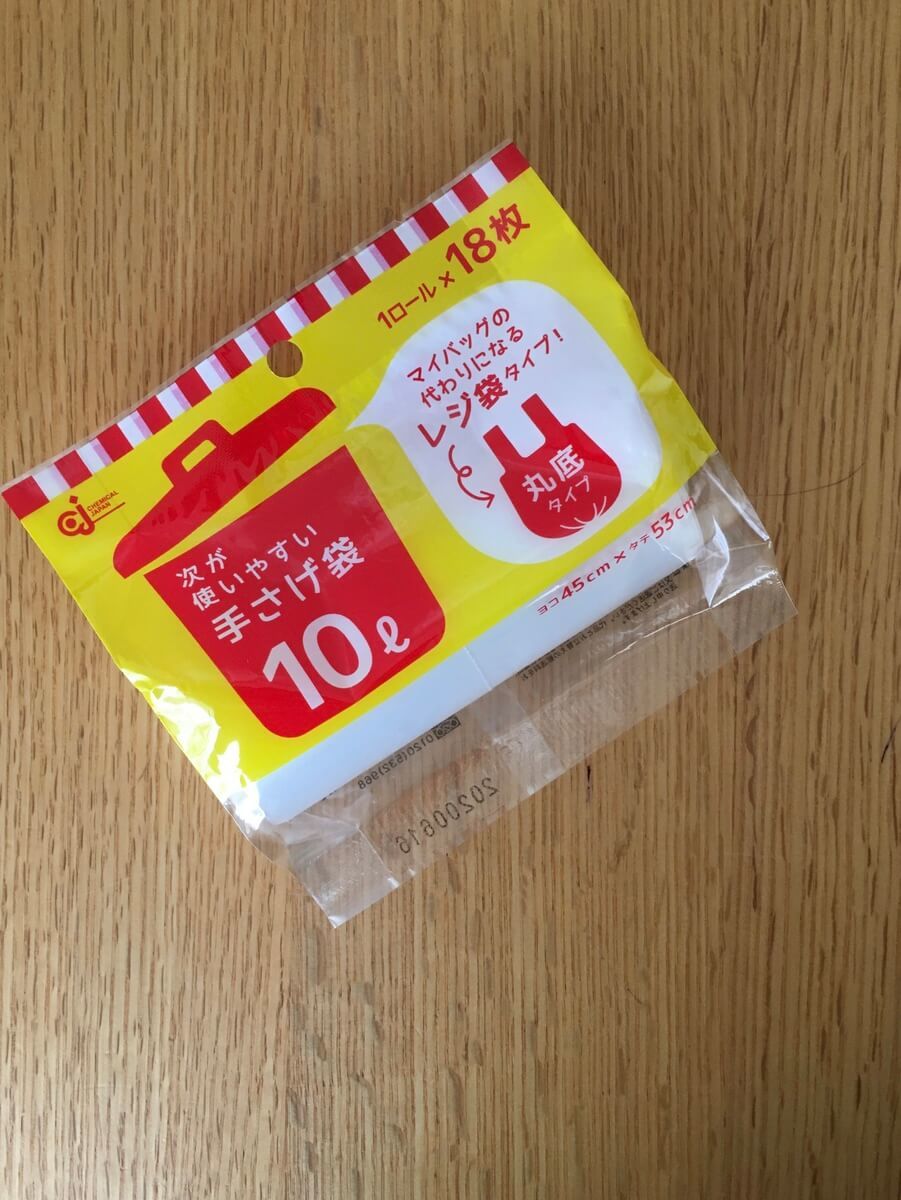 1ロール×18枚
マイバッグの
代わりになる
レジ袋タイプ!
丸底
タイプ
CHEMICAL
JAPAN
次が
使いやすい
手さげ袋
10ℓ
ヨコ45cm×タテ53cm
0120(532)968
20200616